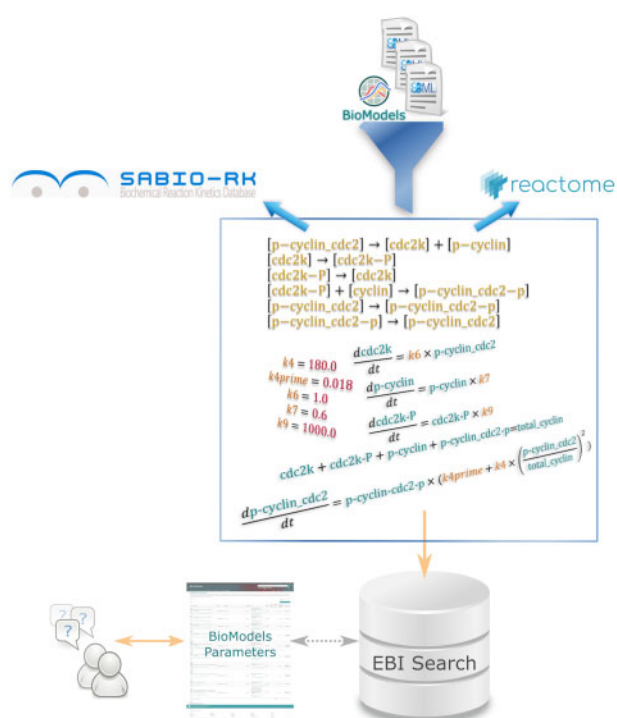 SBML
BioModels
SABIO-RK
Biochemical Reaction Kinetics Database
reactome
[p-cyclin_cdc2] → [cdc2k] + [p-cyclin]
[cdc2k] → [cdc2k-P]
[cdc2k-P] → [cdc2k]
[cdc2k-P] + [cyclin] → [p-cyclin_cdc2-p]
[p-cyclin_cdc2] → [p-cyclin_cdc2-p]
[p-cyclin_cdc2-p] → [p-cyclin_cdc2]
k4 = 180.0
k4prime = 0.018
k6 = 1.0
k7 = 0.6
k9 = 1000.0
dcdc2k/dt = k6 × p-cyclin_cdc2
dp-cyclin/dt = p-cyclin × k7
dcdc2k-P/dt = cdc2k-P × k9
cdc2k + cdc2k-P + p-cyclin + p-cyclin_cdc2-p=total_cyclin
dp-cyclin_cdc2/dt = p-cyclin-cdc2-p × (k4prime + k4 × (p-cyclin_cdc2/total_cyclin)²)
? ?
?
BioModels
Parameters
EBI Search